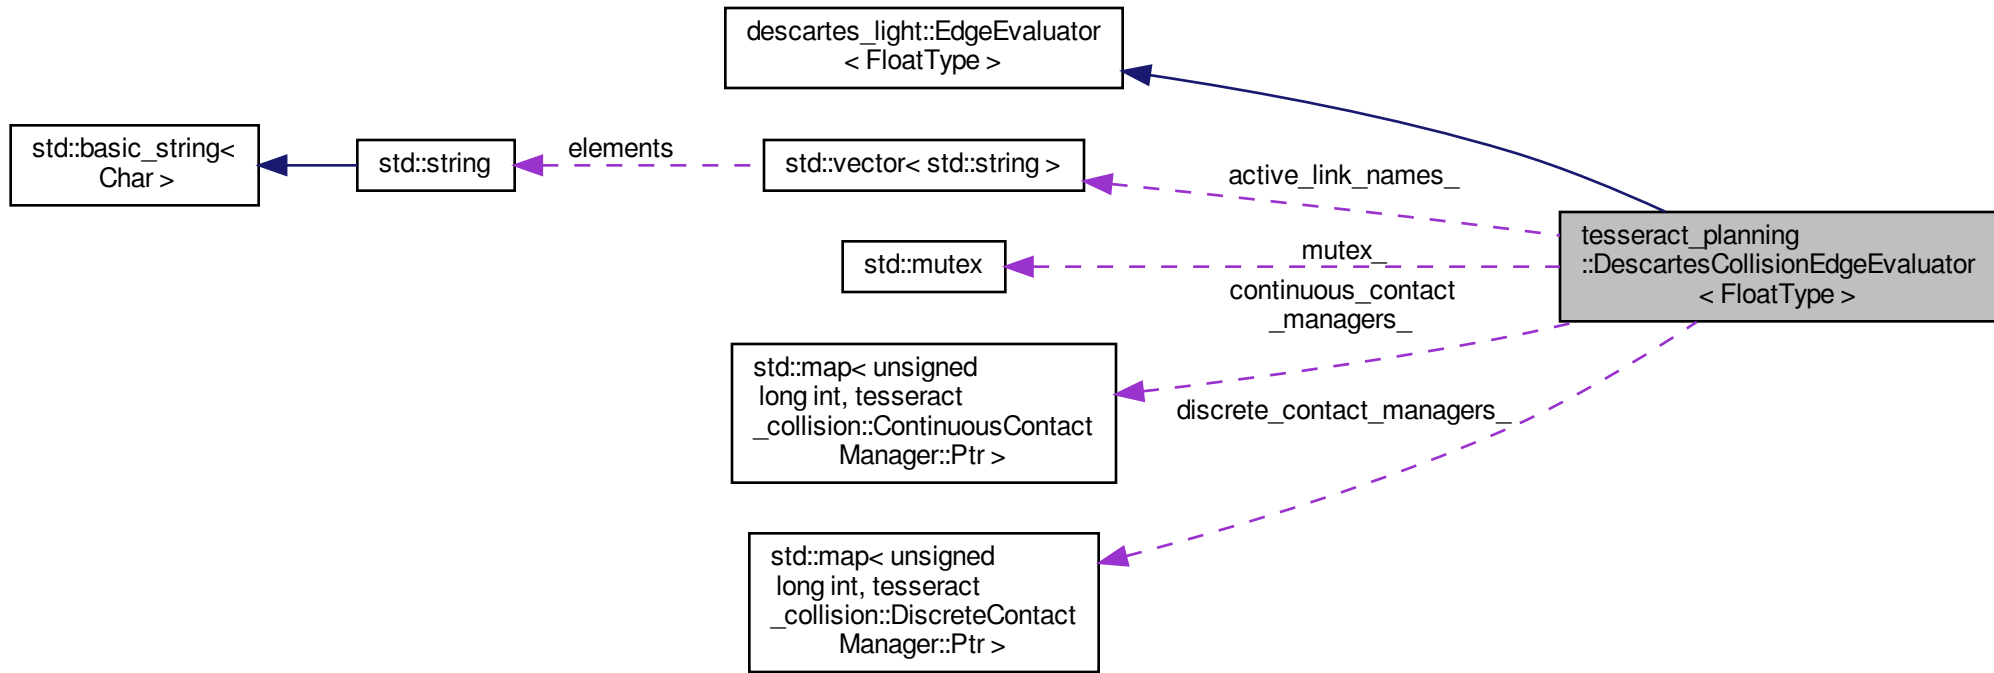 descartes_light::EdgeEvaluator
< FloatType >
std::basic_string<
Char >
std::string
elements
std::vector< std::string >
active_link_names_
tesseract_planning
::DescartesCollisionEdgeEvaluator
< FloatType >
std::mutex
mutex_
continuous_contact
_managers_
std::map< unsigned
long int, tesseract
_collision::ContinuousContact
Manager::Ptr >
discrete_contact_managers_
std::map< unsigned
long int, tesseract
_collision::DiscreteContact
Manager::Ptr >